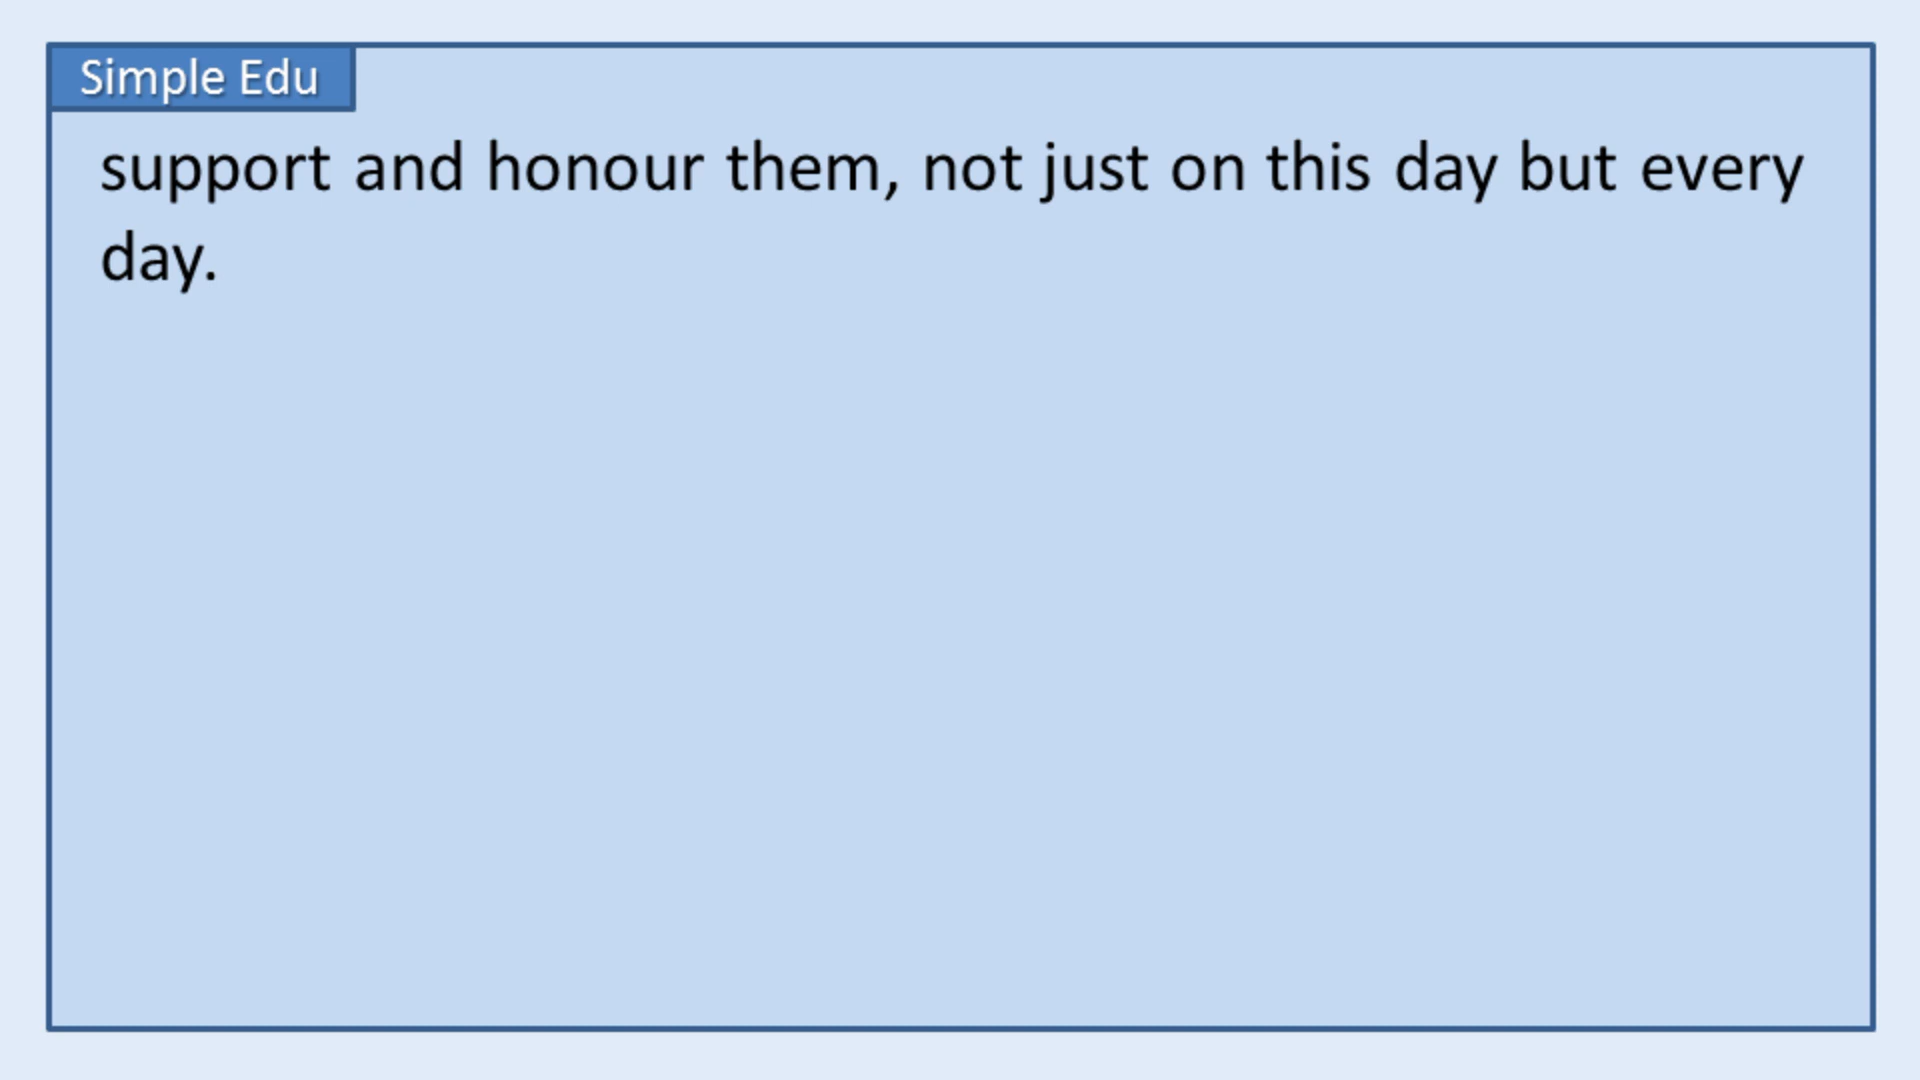 Simple Edu
support and honour them, not just on this day but every
day.